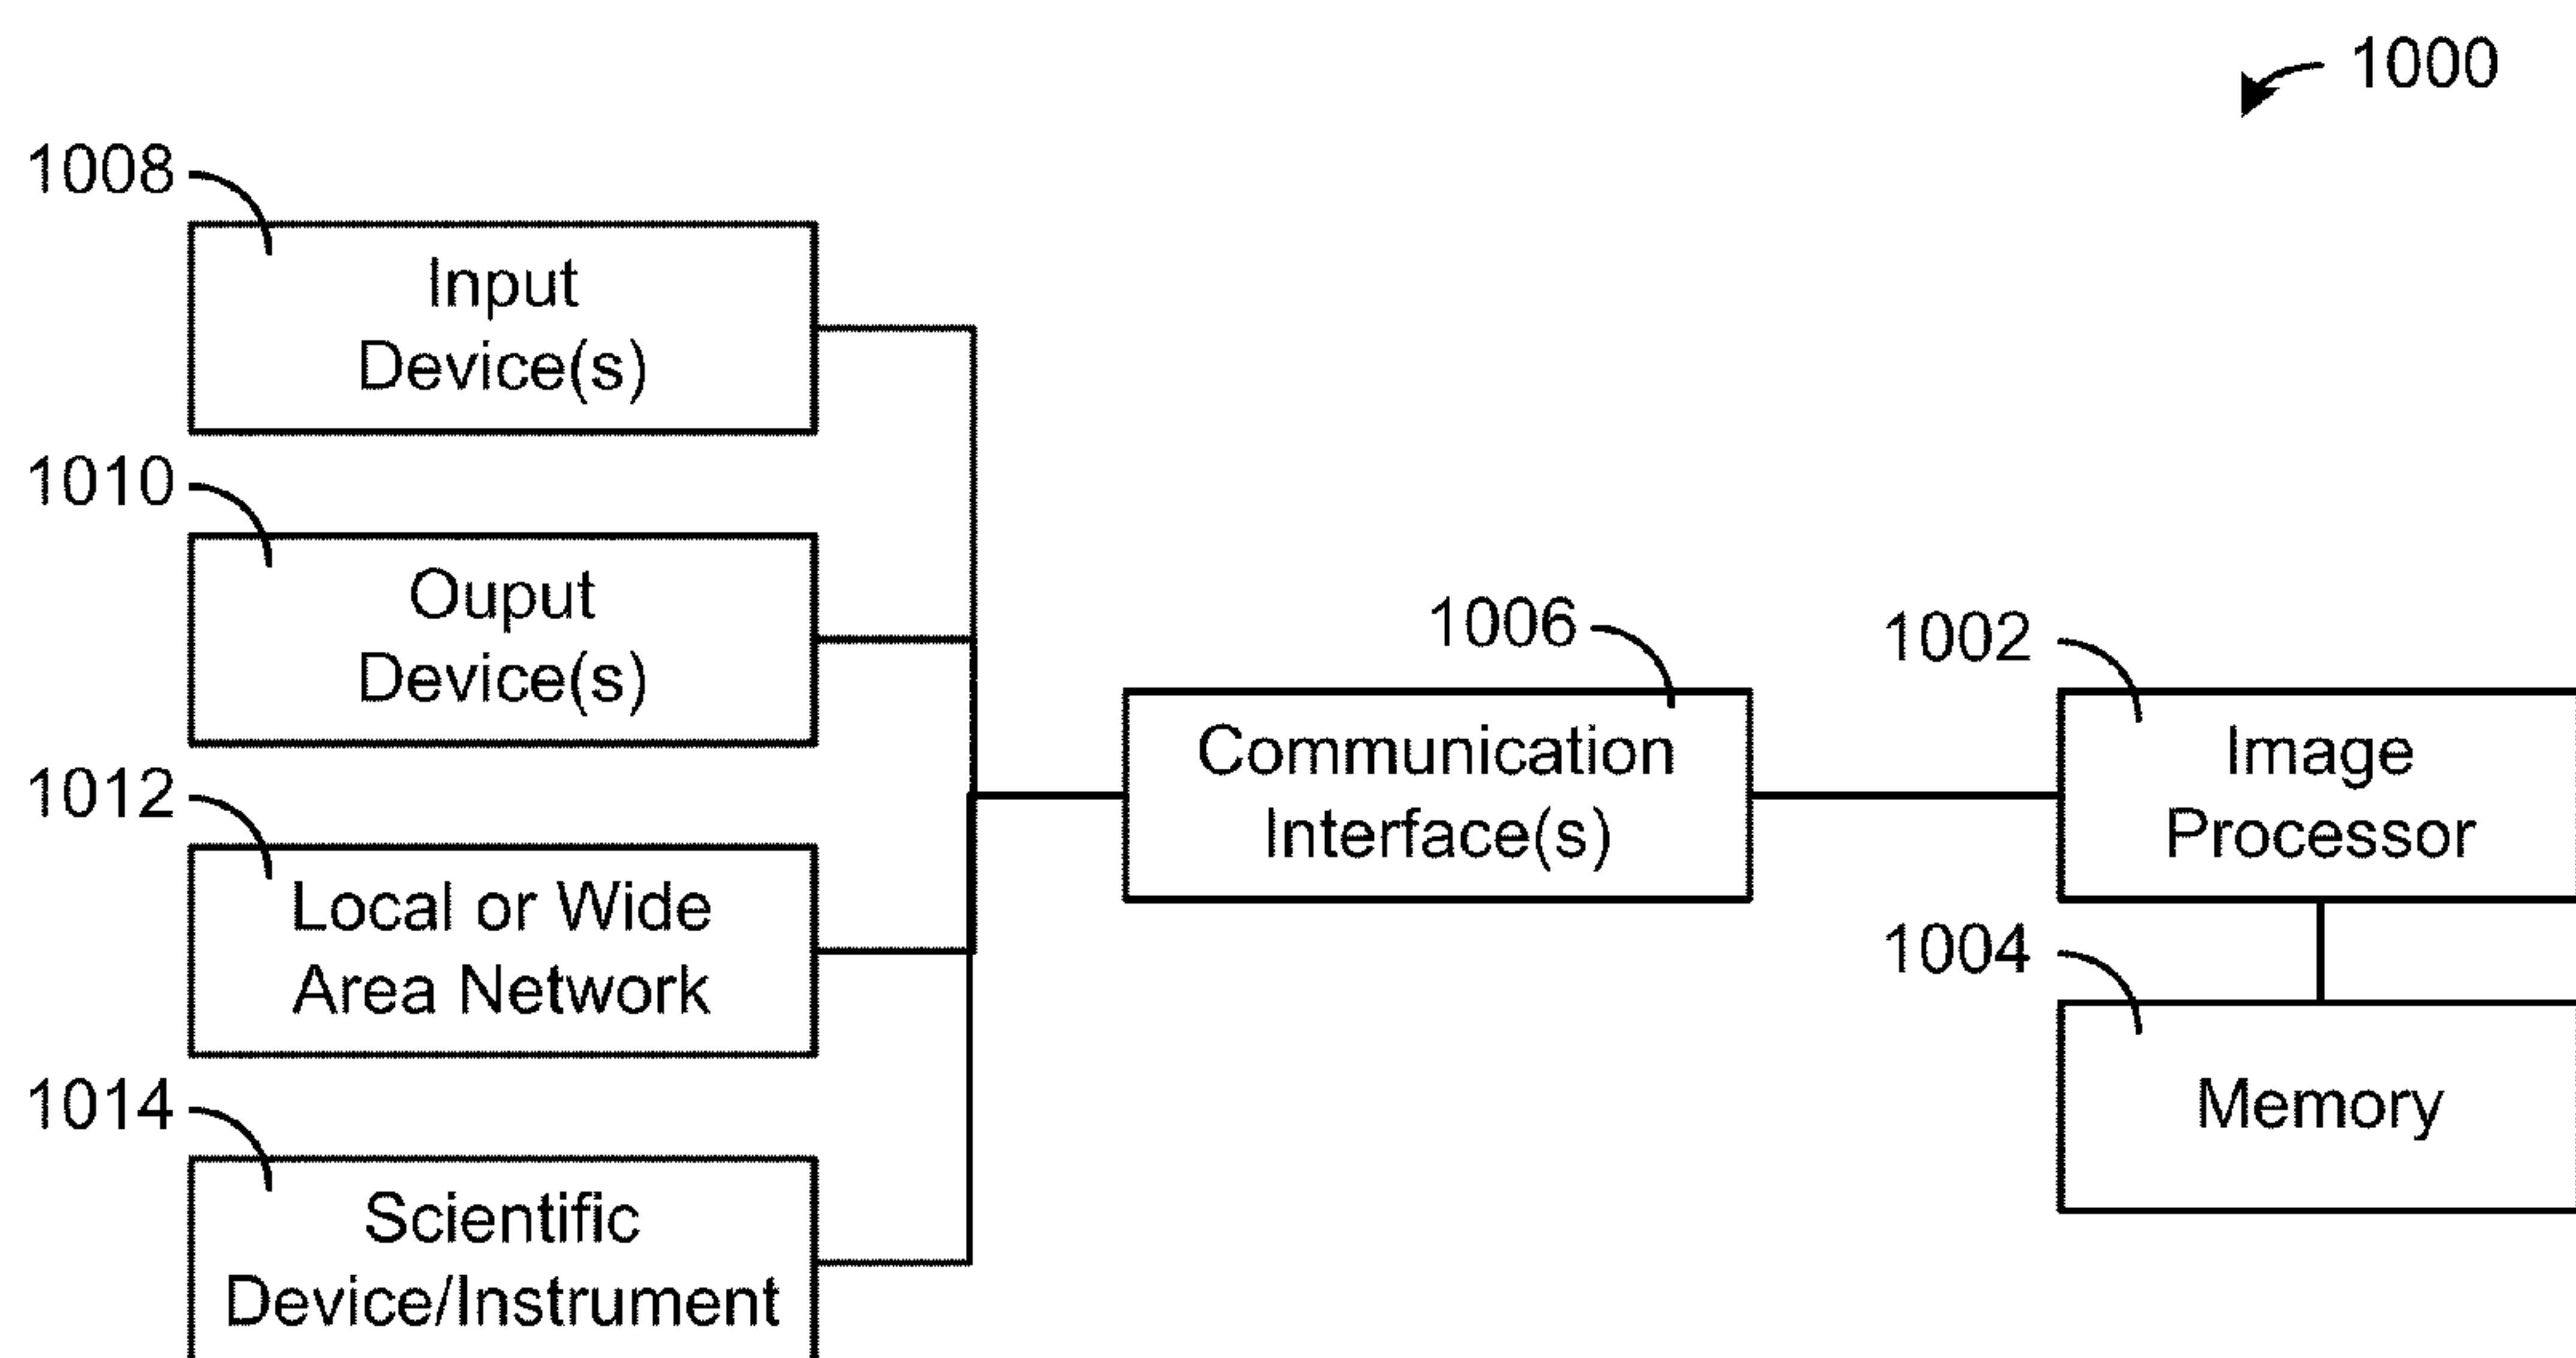 1000
1008
Input
Device(s)
1010
Ouput
Device(s)
1012
Local or Wide
Area Network
1014
Scientific
Device/Instrument
1006
Communication
Interface(s)
1002
Image
Processor
1004
Memory